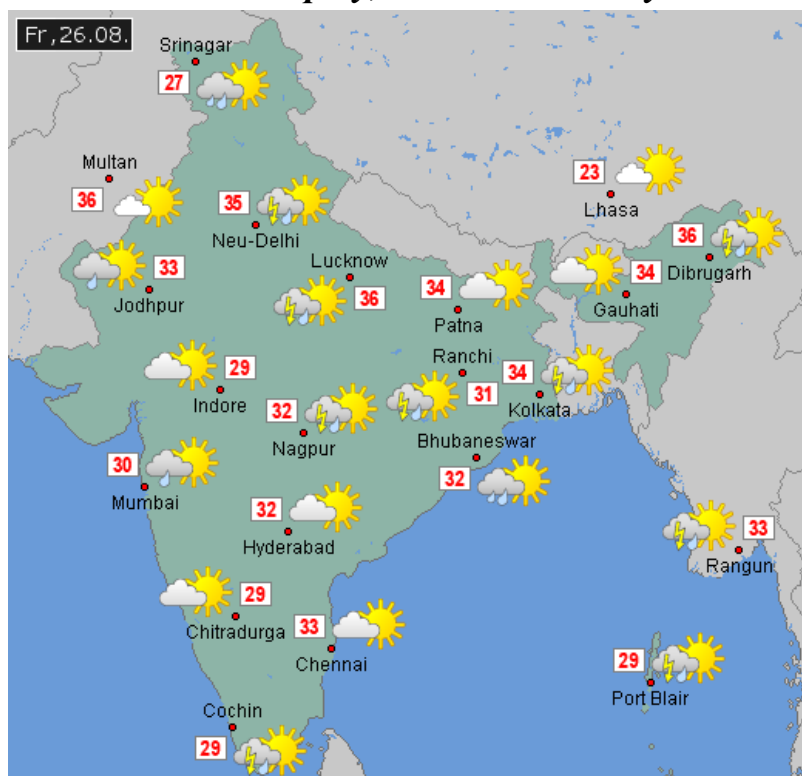 Fr,26.08.
Srinagar
27
Multan
36
35
Neu-Delhi
23
Lhasa
36
Dibrugarh
33
Jodhpur
Lucknow
36
34
Patna
34
Gauhati
29
Indore
Ranchi
31
34
Kolkata
32
Nagpur
Bhubaneswar
32
30
Mumbai
32
Hyderabad
33
Rangun
29
Chitradurga
33
Chennai
29
Port Blair
Cochin
29